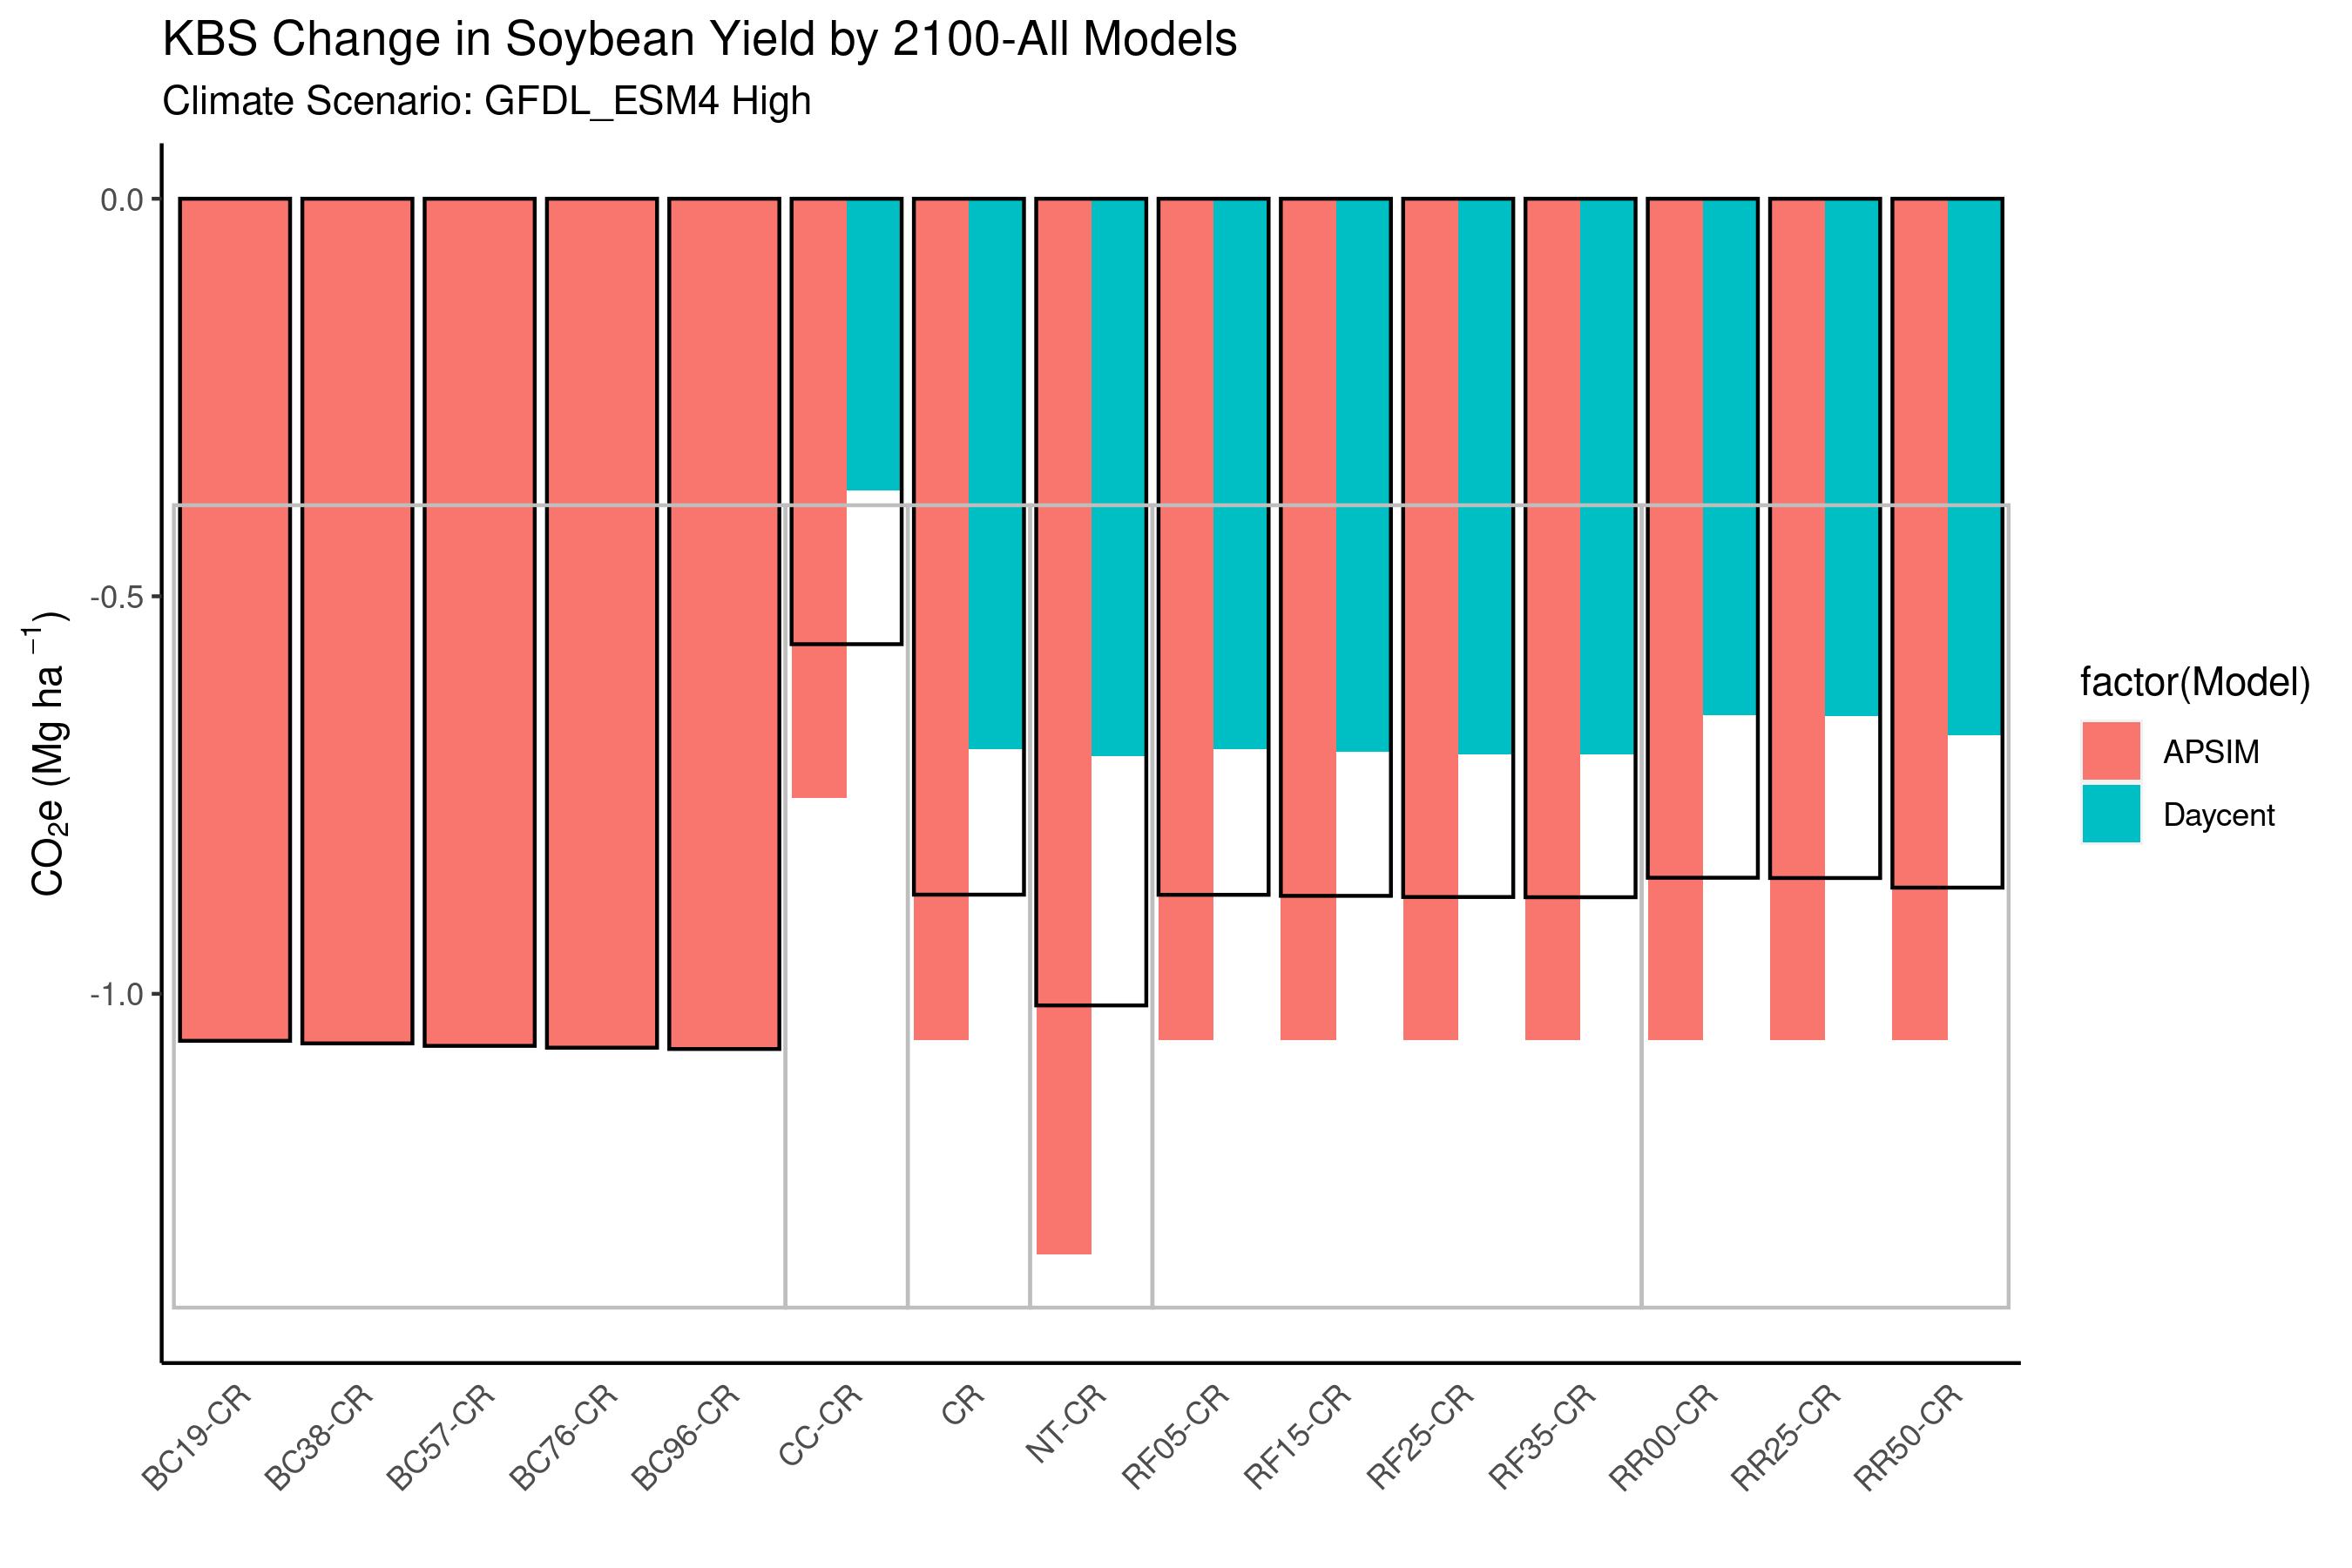 KBS Change in Soybean Yield by 2100-All Models
Climate Scenario: GFDL_ESM4 High
0.0
-0.5
-1.0
CO₂e (Mg ha ⁻¹)
BC19-CR
BC38-CR
BC57-CR
BC76-CR
BC96-CR
CC-CR
CR
NT-CR
RF05-CR
RF15-CR
RF25-CR
RF35-CR
RR00-CR
RR25-CR
RR50-CR
factor(Model)
APSIM
Daycent